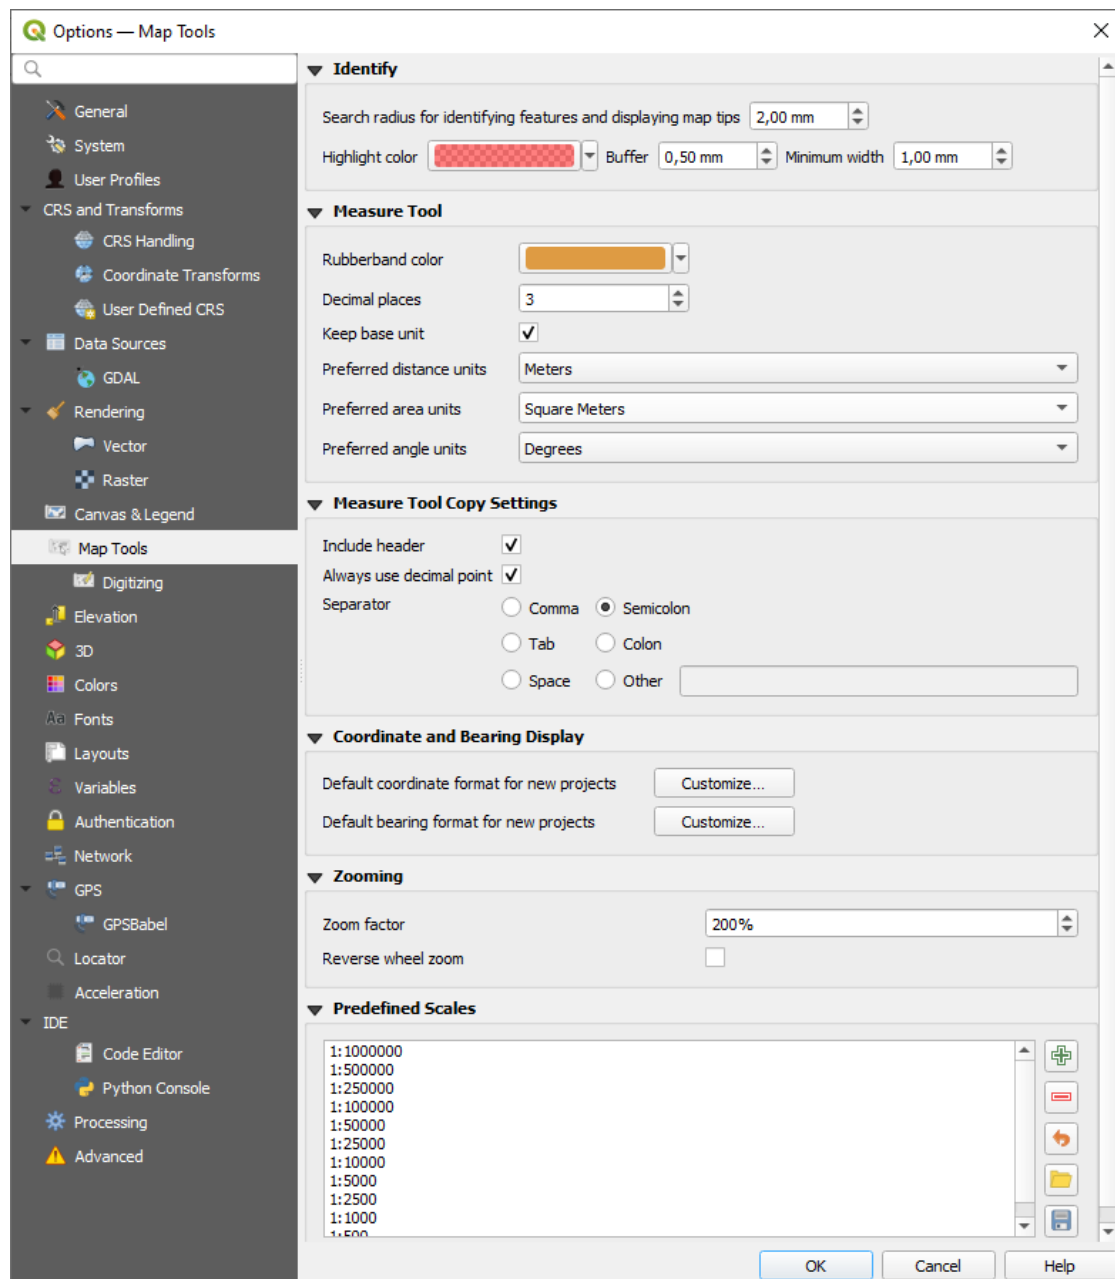 Options — Map Tools
General
System
User Profiles
CRS and Transforms
CRS Handling
Coordinate Transforms
User Defined CRS
Data Sources
GDAL
Rendering
Vector
Raster
Canvas & Legend
Map Tools
Digitizing
Elevation
3D
Colors
Aa Fonts
Layouts
ε Variables
Authentication
Network
GPS
GPSBabel
Locator
Acceleration
IDE
Code Editor
Python Console
Processing
Advanced
Identify
Search radius for identifying features and displaying map tips 2,00 mm
Highlight color Buffer 0,50 mm Minimum width 1,00 mm
Measure Tool
Rubberband color
Decimal places 3
Keep base unit
Preferred distance units Meters
Preferred area units Square Meters
Preferred angle units Degrees
Measure Tool Copy Settings
Include header
Always use decimal point
Separator Comma Semicolon
Tab Colon
Space Other
Coordinate and Bearing Display
Default coordinate format for new projects Customize...
Default bearing format for new projects Customize...
Zooming
Zoom factor 200%
Reverse wheel zoom
Predefined Scales
1:1000000
1:500000
1:250000
1:100000
1:50000
1:25000
1:10000
1:5000
1:2500
1:1000
1:500
OK Cancel Help